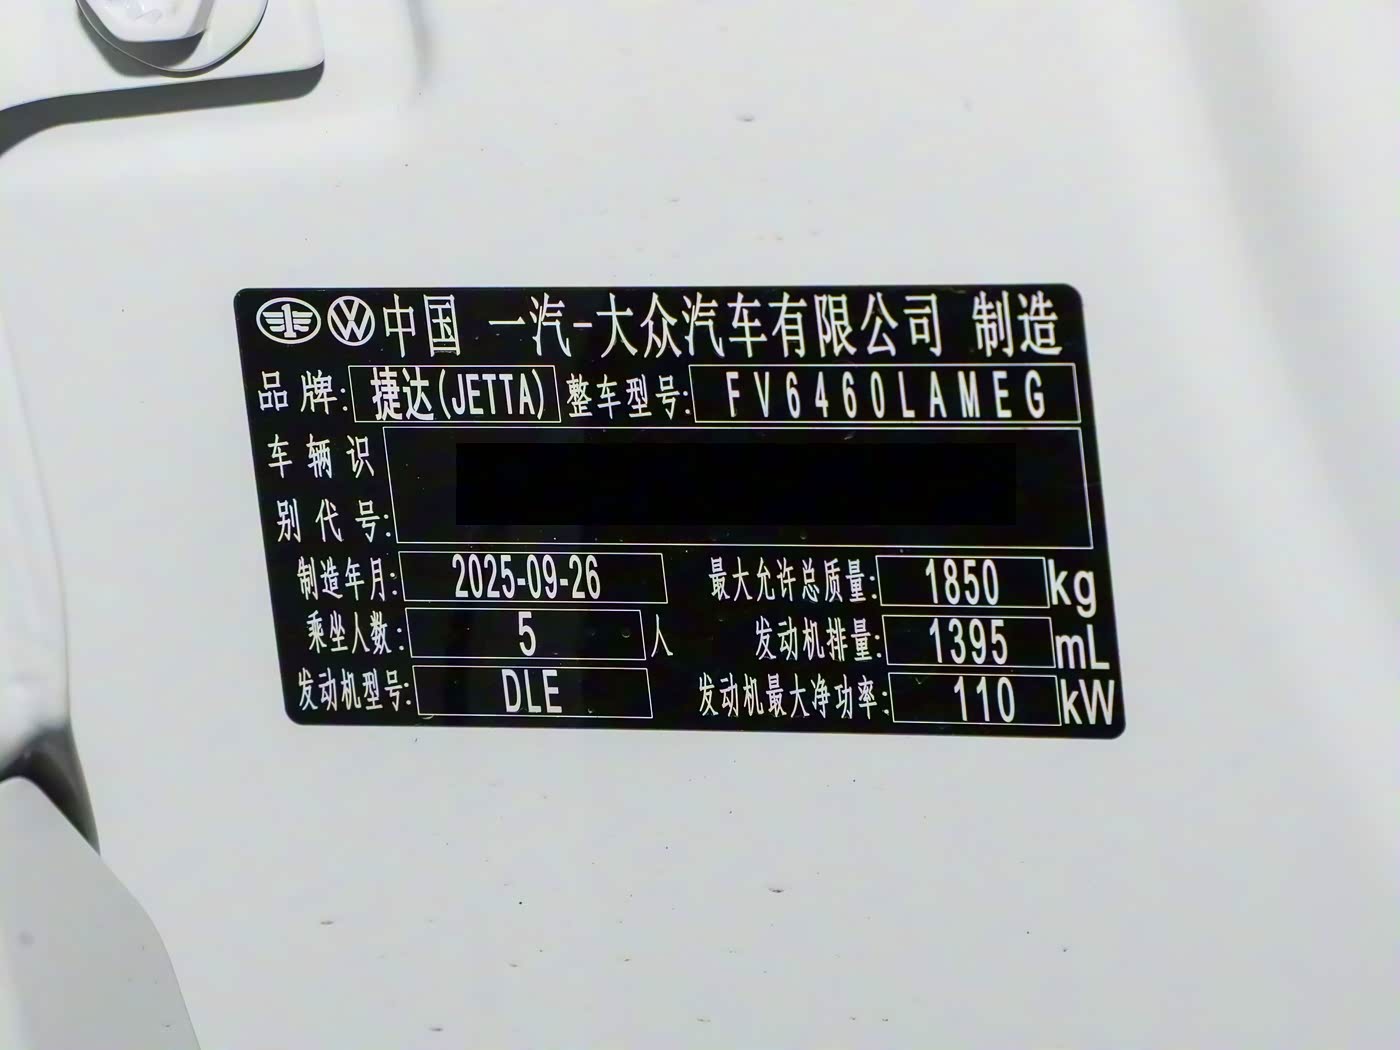 中国 一汽-大众汽车有限公司 制造
品牌: 捷达(JETTA) 整车型号: FV6460LAMEG
车辆识
别代号:
制造年月: 2025-09-26 最大允许总质量: 1850 kg
乘坐人数: 5 人 发动机排量: 1395 mL
发动机型号: DLE 发动机最大净功率: 110 kW